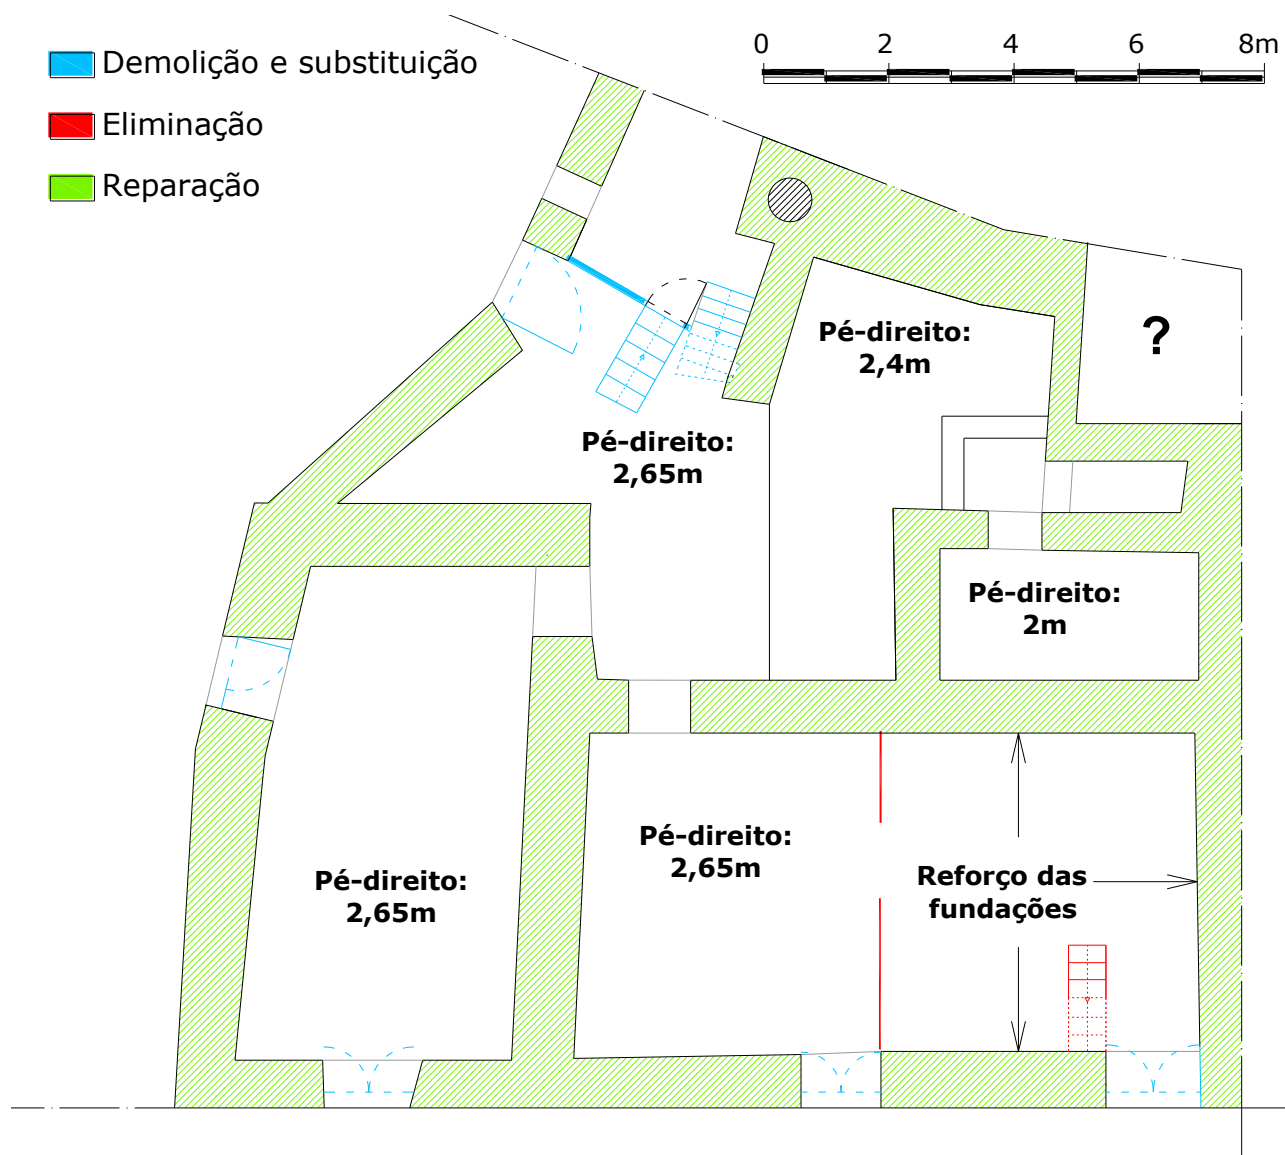 0 2 4 6 8m
Demolição e substituição
Eliminação
Reparação
?
Pé-direito:
2,4m
Pé-direito:
2,65m
Pé-direito:
2m
Pé-direito:
2,65m
Reforço das
fundações
Pé-direito:
2,65m